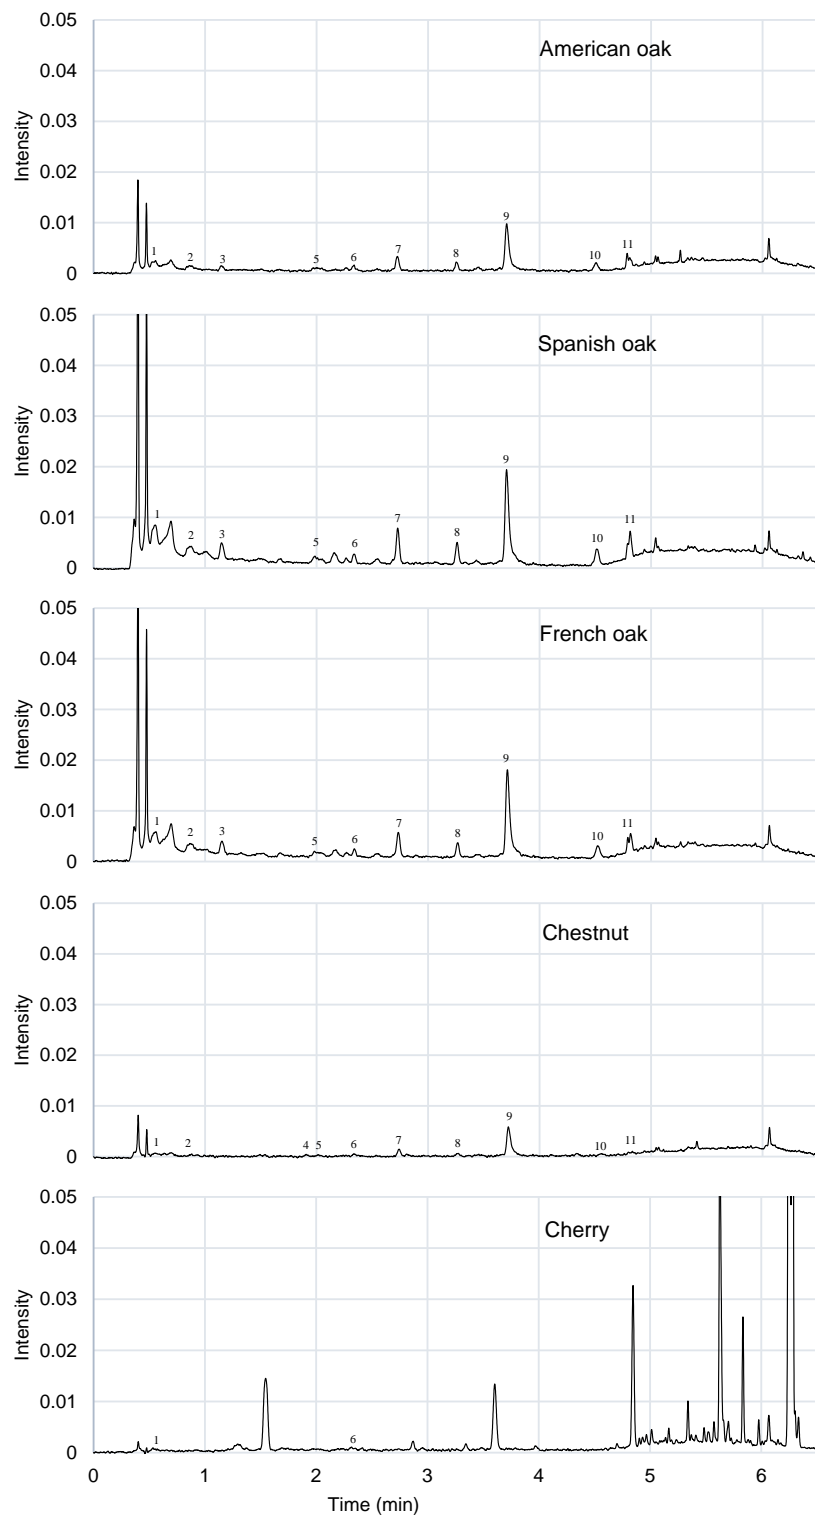 0.05
American oak
0.04
0.03
Intensity
0.02
0.01
1 2 3 5 6 7 8 9 10 11
0
0.05
Spanish oak
0.04
0.03
Intensity
0.02
0.01
1 2 3 5 6 7 8 9 10 11
0
0.05
French oak
0.04
0.03
Intensity
0.02
0.01
1 2 3 5 6 7 8 9 10 11
0
0.05
Chestnut
0.04
0.03
Intensity
0.02
0.01
1 2 4 5 6 7 8 9 10 11
0
0.05
Cherry
0.04
0.03
Intensity
0.02
0.01
1 6
0
0 1 2 3 4 5 6
Time (min)